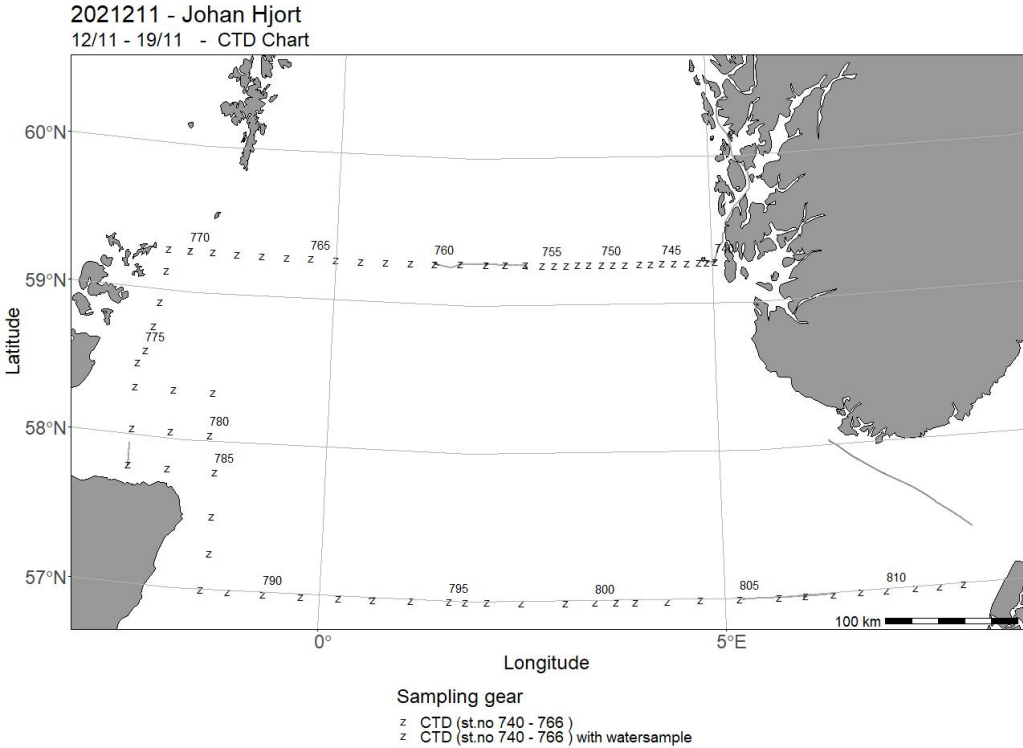 2021211 - Johan Hjort
12/11 - 19/11 - CTD Chart
60°N
59°N
58°N
57°N
Latitude
770
765
760
755
750
745
740
775
780
785
790
795
800
805
810
100 km
0°
5°E
Longitude
Sampling gear
z CTD (st.no 740 - 766 )
z CTD (st.no 740 - 766 ) with watersample